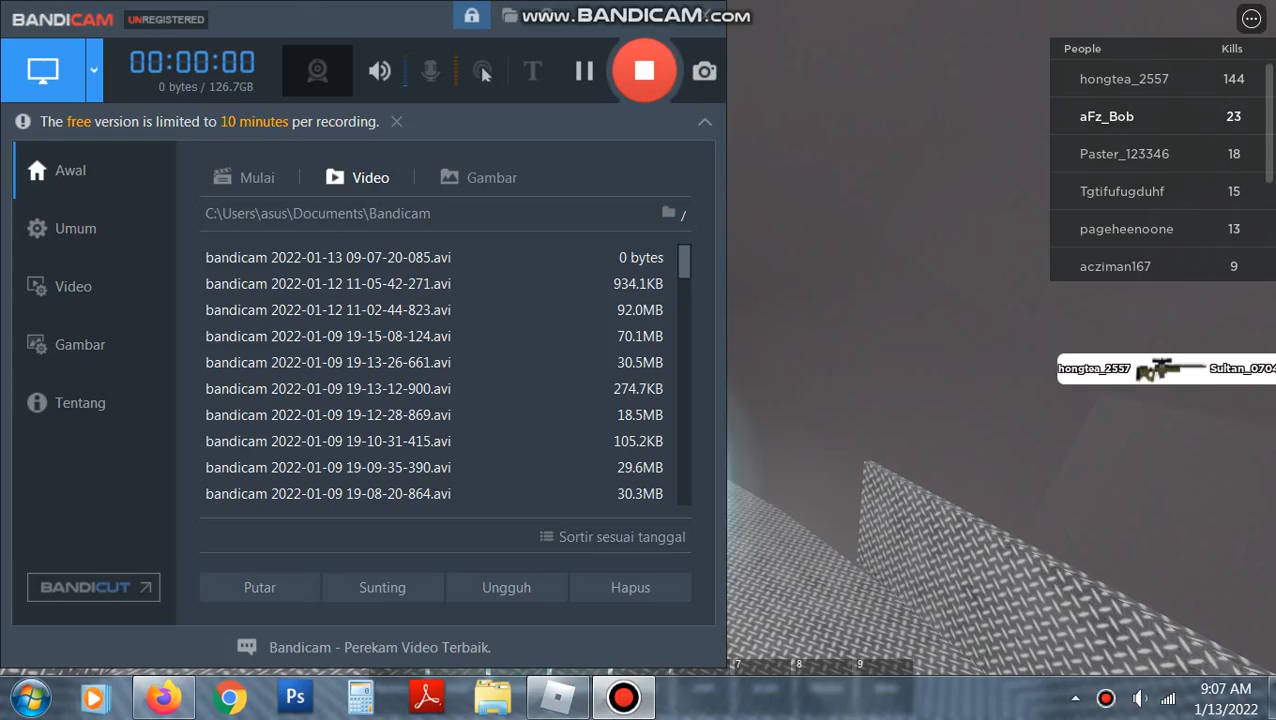 BANDICAM UNREGISTERED
www.BANDICAM.com
00:00:00
0 bytes / 126.7GB
T
The free version is limited to 10 minutes per recording.
Awal
Umum
Video
Gambar
Tentang
BANDICUT
Mulai
Video
Gambar
C:\Users\asus\Documents\Bandicam
/
bandicam 2022-01-13 09-07-20-085.avi 0 bytes
bandicam 2022-01-12 11-05-42-271.avi 934.1KB
bandicam 2022-01-12 11-02-44-823.avi 92.0MB
bandicam 2022-01-09 19-15-08-124.avi 70.1MB
bandicam 2022-01-09 19-13-26-661.avi 30.5MB
bandicam 2022-01-09 19-13-12-900.avi 274.7KB
bandicam 2022-01-09 19-12-28-869.avi 18.5MB
bandicam 2022-01-09 19-10-31-415.avi 105.2KB
bandicam 2022-01-09 19-09-35-390.avi 29.6MB
bandicam 2022-01-09 19-08-20-864.avi 30.3MB
Sortir sesuai tanggal
Putar Sunting Ungguh Hapus
Bandicam - Perekam Video Terbaik.
People Kills
hongtea_2557 144
aFz_Bob 23
Paster_123346 18
Tgtifufugduhf 15
pageheenoone 13
acziman167 9
hongtea_2557 Sultan_0704
7 8 9
Ps
9:07 AM
1/13/2022